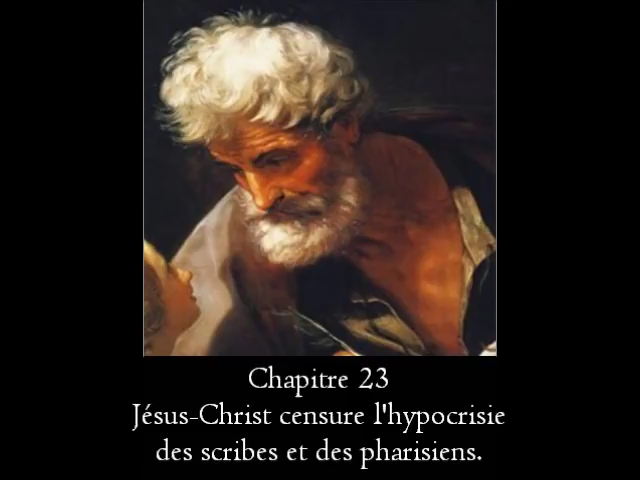 Chapitre 23
Jésus-Christ censure l'hypocrisie
des scribes et des pharisiens.